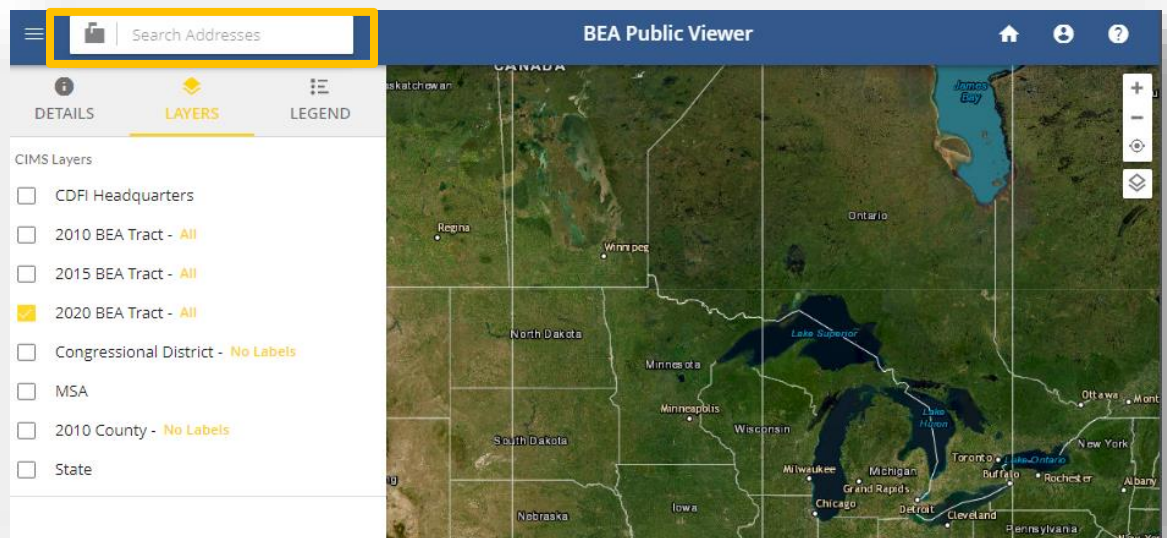 Search Addresses
BEA Public Viewer
DETAILS
LAYERS
LEGEND
CIMS Layers
CDFI Headquarters
2010 BEA Tract - All
2015 BEA Tract - All
2020 BEA Tract - All
Congressional District - No Labels
MSA
2010 County - No Labels
State
CANADA
James
Bay
Ontario
Regina
Winnipeg
North Dakota
Lake Superior
Minnesota
Ottawa
Mont
Minneapolis
Lake
Huron
Wisconsin
South Dakota
New York
Toronto
Lake Ontario
Milwaukee
Michigan
Buffalo
Rochester
Albany
Grand Rapids
Chicago
Detroit
Cleveland
Iowa
Nebraska
Pennsylvania